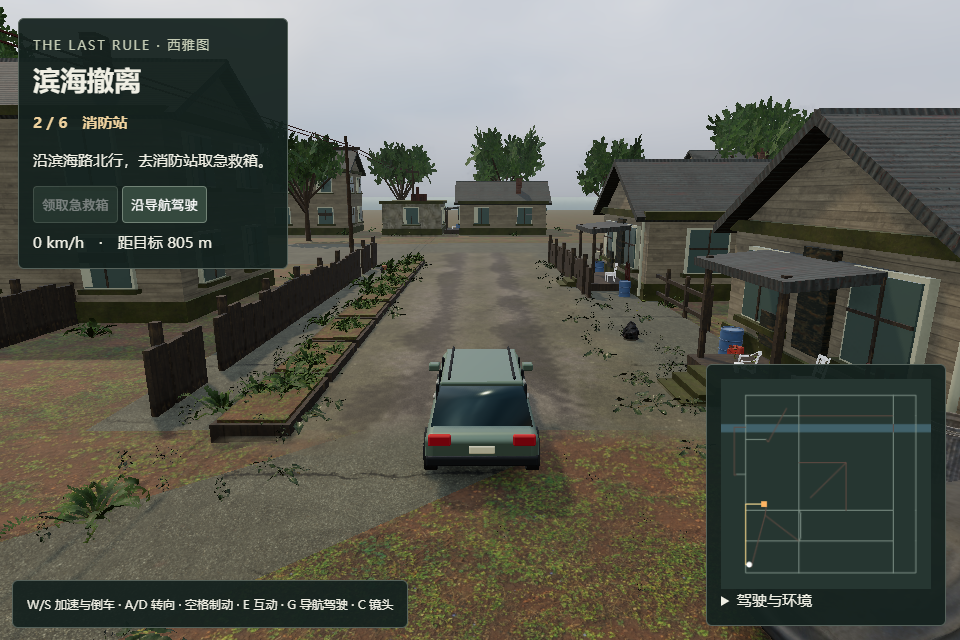 THE LAST RULE · 西雅图
滨海撤离
2 / 6 消防站
沿滨海路北行，去消防站取急救箱。
领取急救箱 沿导航驾驶
0 km/h · 距目标 805 m
W/S 加速与倒车 · A/D 转向 · 空格制动 · E 互动 · G 导航驾驶 · C 镜头
▶ 驾驶与环境